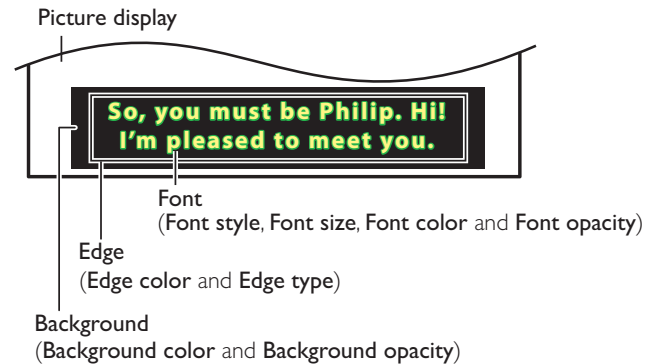 Picture display
So, you must be Philip. Hi!
I'm pleased to meet you.
Font
(Font style, Font size, Font color and Font opacity)
Edge
(Edge color and Edge type)
Background
(Background color and Background opacity)